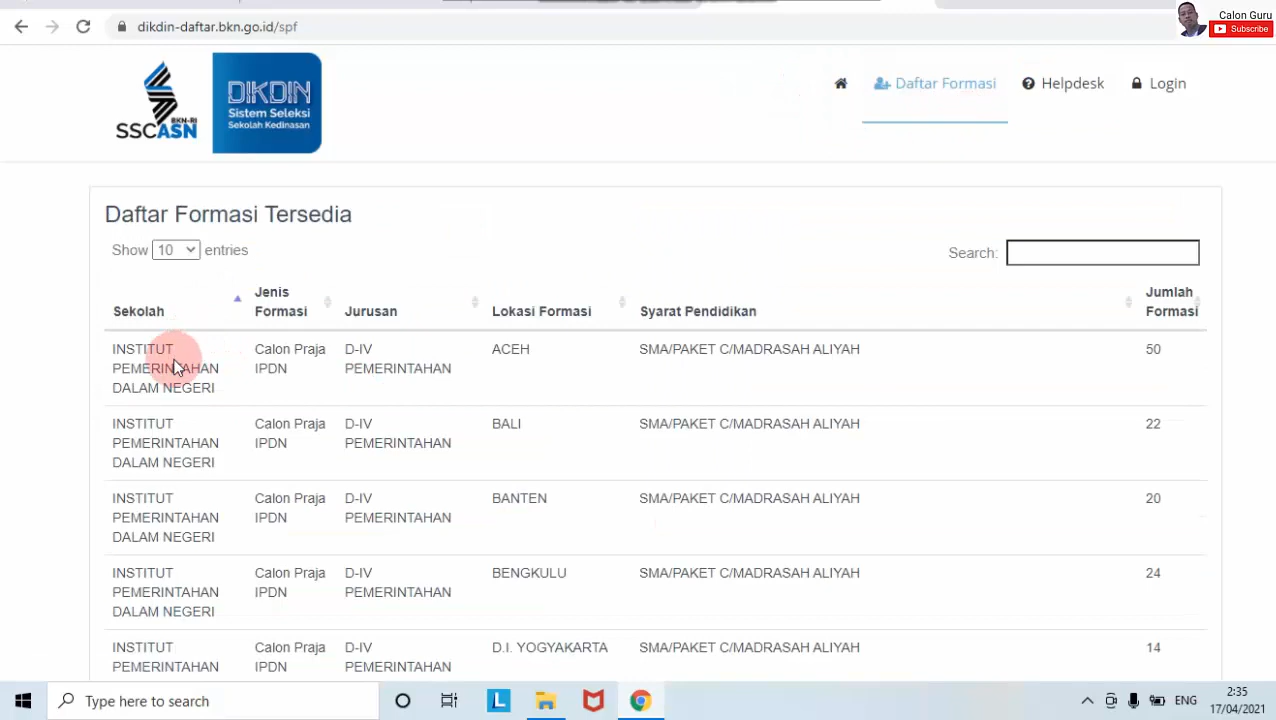 dikdin-daftar.bkn.go.id/spf
Calon Guru
Subscribe
BKN-RI
SSCASN
DIKDIN
Sistem Seleksi
Sekolah Kedinasan
Daftar Formasi
Helpdesk
Login
Daftar Formasi Tersedia
Show 10 entries
Search:
Sekolah
Jenis
Formasi
Jurusan
Lokasi Formasi
Syarat Pendidikan
Jumlah
Formasi
INSTITUT
PEMERINTAHAN
DALAM NEGERI
Calon Praja
IPDN
D-IV
PEMERINTAHAN
ACEH
SMA/PAKET C/MADRASAH ALIYAH
50
INSTITUT
PEMERINTAHAN
DALAM NEGERI
Calon Praja
IPDN
D-IV
PEMERINTAHAN
BALI
SMA/PAKET C/MADRASAH ALIYAH
22
INSTITUT
PEMERINTAHAN
DALAM NEGERI
Calon Praja
IPDN
D-IV
PEMERINTAHAN
BANTEN
SMA/PAKET C/MADRASAH ALIYAH
20
INSTITUT
PEMERINTAHAN
DALAM NEGERI
Calon Praja
IPDN
D-IV
PEMERINTAHAN
BENGKULU
SMA/PAKET C/MADRASAH ALIYAH
24
INSTITUT
PEMERINTAHAN
Calon Praja
IPDN
D-IV
PEMERINTAHAN
D.I. YOGYAKARTA
SMA/PAKET C/MADRASAH ALIYAH
14
Type here to search
L
ENG
2:35
17/04/2021